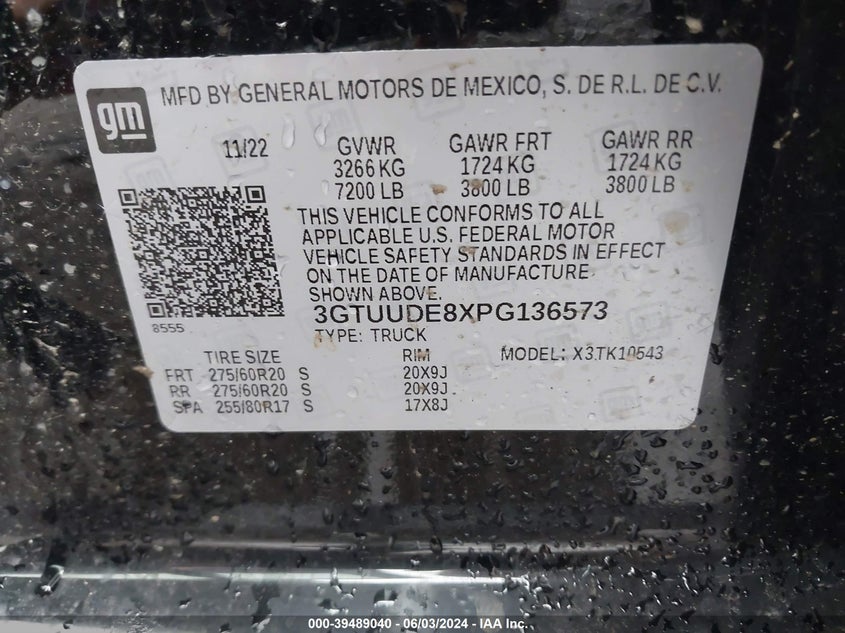 gm
MFD BY GENERAL MOTORS DE MEXICO, S. DE R.L. DE C.V.
11/22 GVWR GAWR FRT GAWR RR
3266 KG 1724 KG 1724 KG
7200 LB 3800 LB 3800 LB
THIS VEHICLE CONFORMS TO ALL
APPLICABLE U.S. FEDERAL MOTOR
VEHICLE SAFETY STANDARDS IN EFFECT
ON THE DATE OF MANUFACTURE
SHOWN ABOVE.
3GTUUDE8XPG136573
8555
TYPE: TRUCK
TIRE SIZE RIM MODEL: X3.TK10543
FRT 275/60R20 S 20X9J
RR 275/60R20 S 20X9J
SPA 255/80R17 S 17X8J
000-39489040 - 06/03/2024 - IAA Inc.